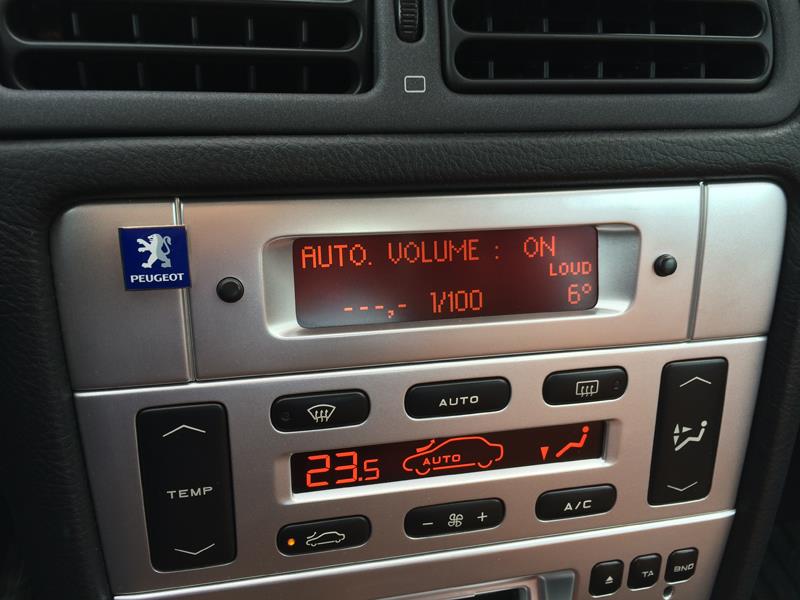 PEUGEOT
AUTO. VOLUME : ON
LOUD
---,- 1/100 6°
AUTO
TEMP
23.5 AUTO
- +
A/C
TA
BND